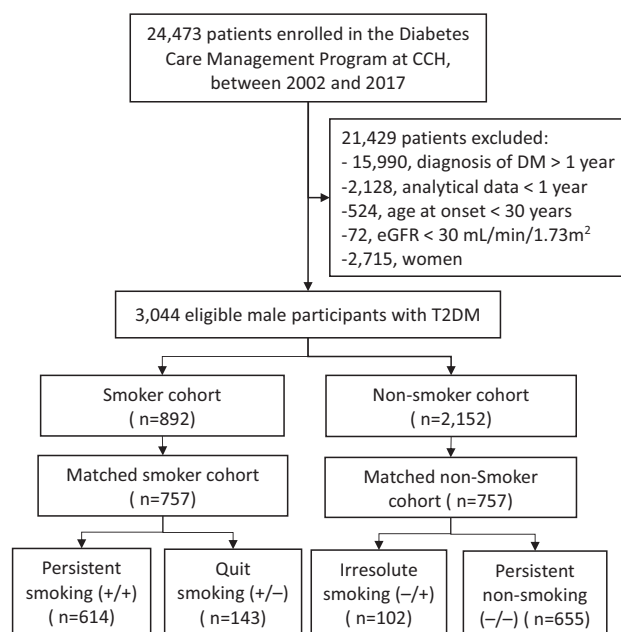 24,473 patients enrolled in the Diabetes
Care Management Program at CCH,
between 2002 and 2017
21,429 patients excluded:
- 15,990, diagnosis of DM > 1 year
-2,128, analytical data < 1 year
-524, age at onset < 30 years
-72, eGFR < 30 mL/min/1.73m²
-2,715, women
3,044 eligible male participants with T2DM
Smoker cohort
( n=892)
Non-smoker cohort
( n=2,152)
Matched smoker cohort
( n=757)
Matched non-Smoker
cohort ( n=757)
Persistent
smoking (+/+)
(n=614)
Quit
smoking (+/−)
( n=143)
Irresolute
smoking (−/+)
( n=102)
Persistent
non-smoking
(−/−) ( n=655)